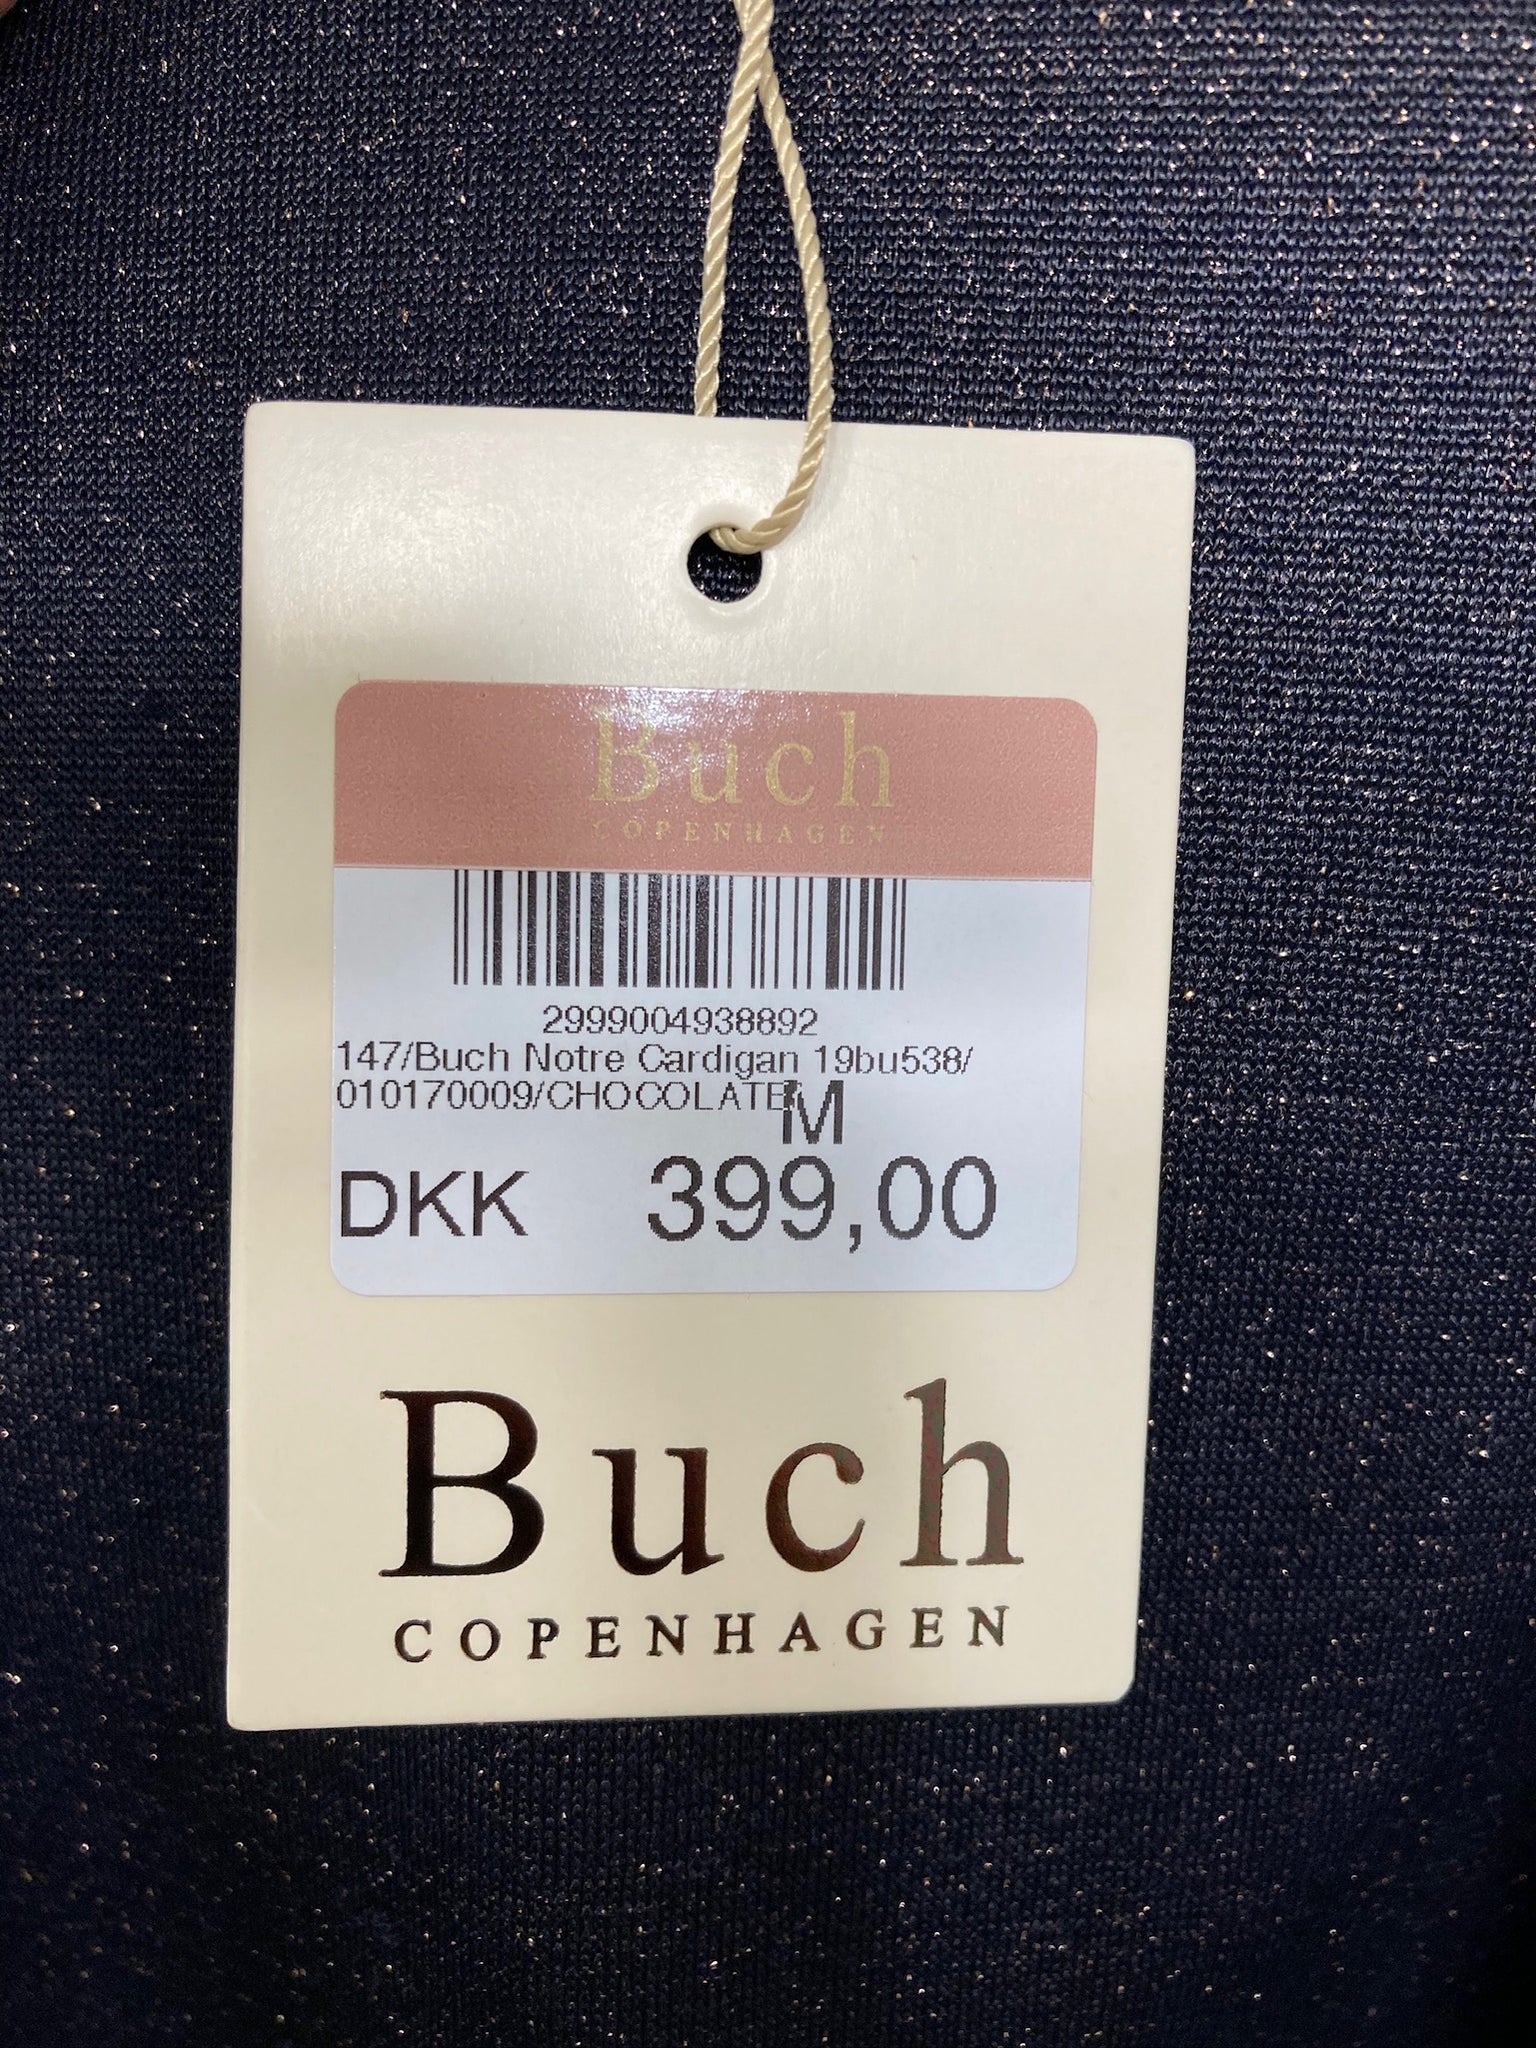 Buch
COPENHAGEN
2999004938892
147/Buch Notre Cardigan 19bu538/
010170009/CHOCOLATE
M
DKK 399,00
Buch
COPENHAGEN